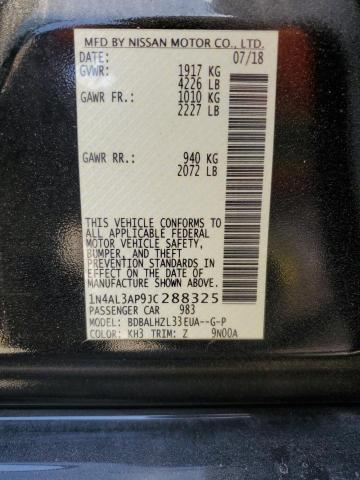 MFD BY NISSAN MOTOR CO., LTD.
DATE: 07/18
GVWR: 1917 KG
4226 LB
GAWR FR.: 1010 KG
2227 LB
GAWR RR.: 940 KG
2072 LB
THIS VEHICLE CONFORMS TO
ALL APPLICABLE FEDERAL
MOTOR VEHICLE SAFETY,
BUMPER, AND THEFT
PREVENTION STANDARDS IN
EFFECT ON THE DATE OF
MANUFACTURE SHOWN ABOVE.
1N4AL3AP9JC288325
PASSENGER CAR 983
MODEL: BDBALHZL33EUA--G-P
COLOR: KH3 TRIM: Z 9N00A